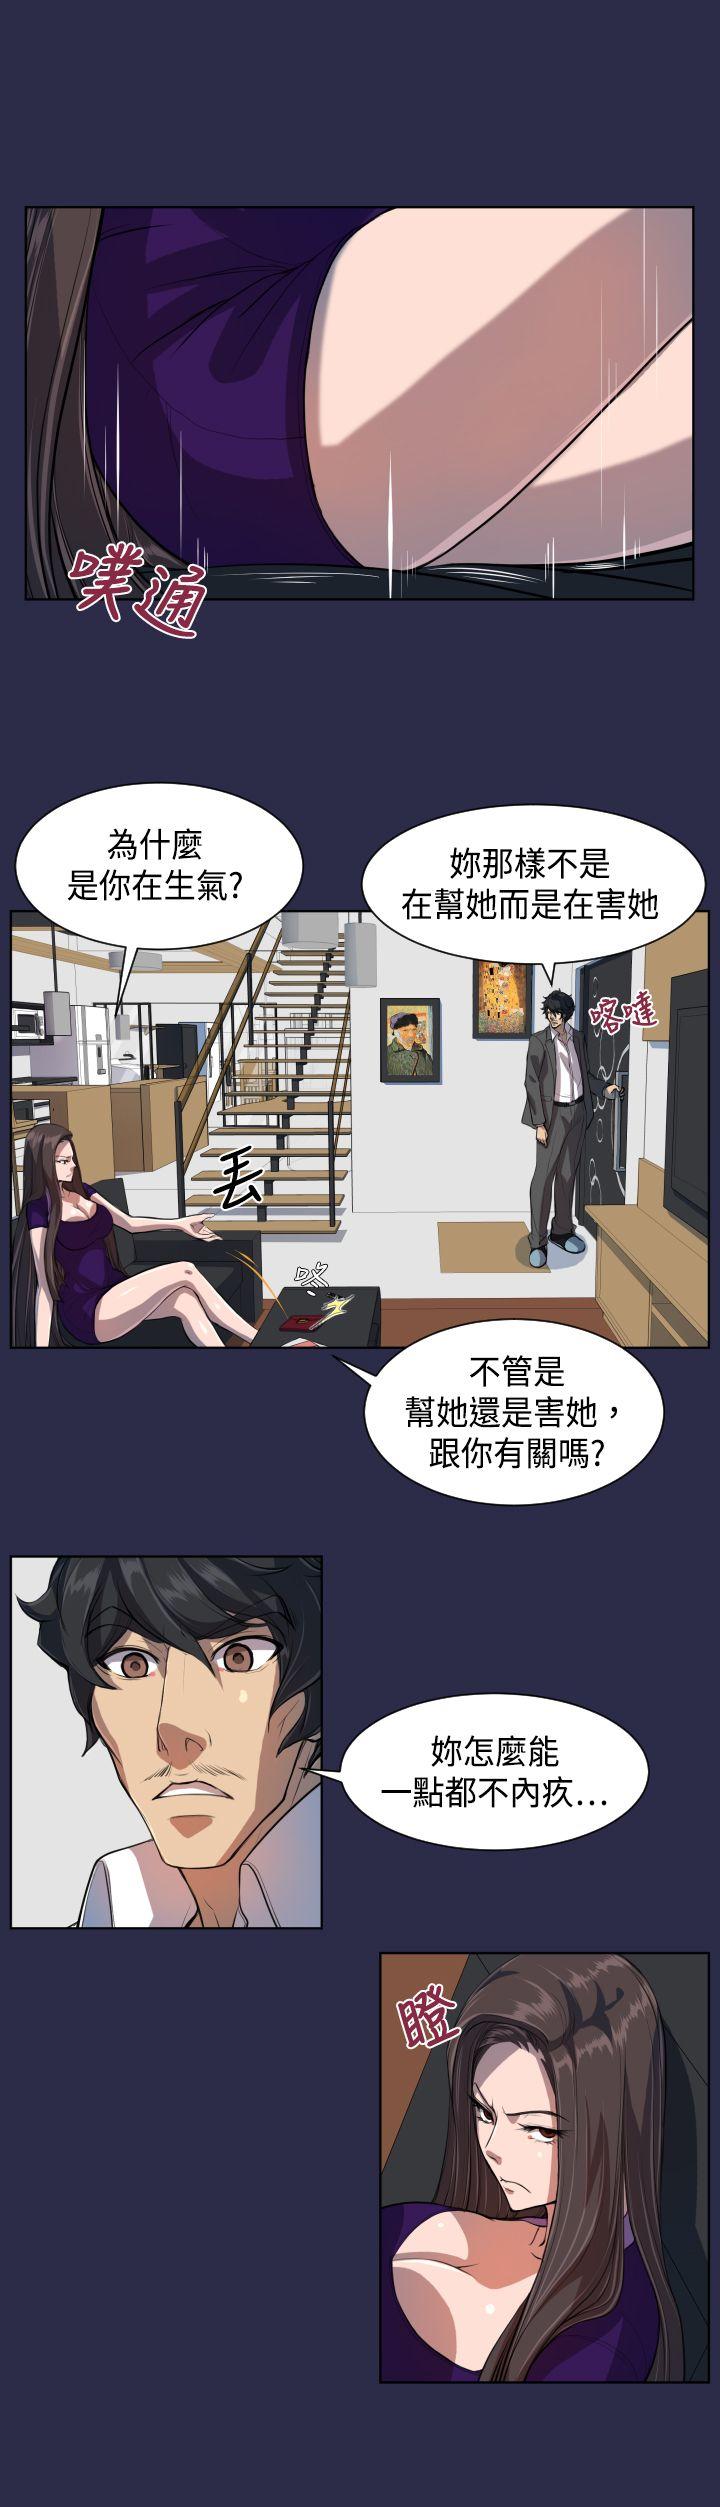 噗通
為什麼
是你在生氣?
妳那樣不是
在幫她而是在害她
喀噠
丟
咚
不管是
幫她還是害她，
跟你有關嗎?
妳怎麼能
一點都不內疚...
瞪